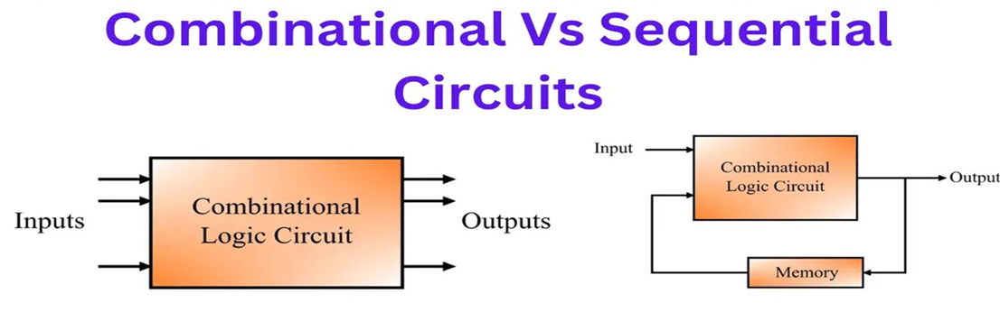 Combinational Vs Sequential
Circuits
Inputs
Combinational
Logic Circuit
Outputs
Input
Combinational
Logic Circuit
Output
Memory